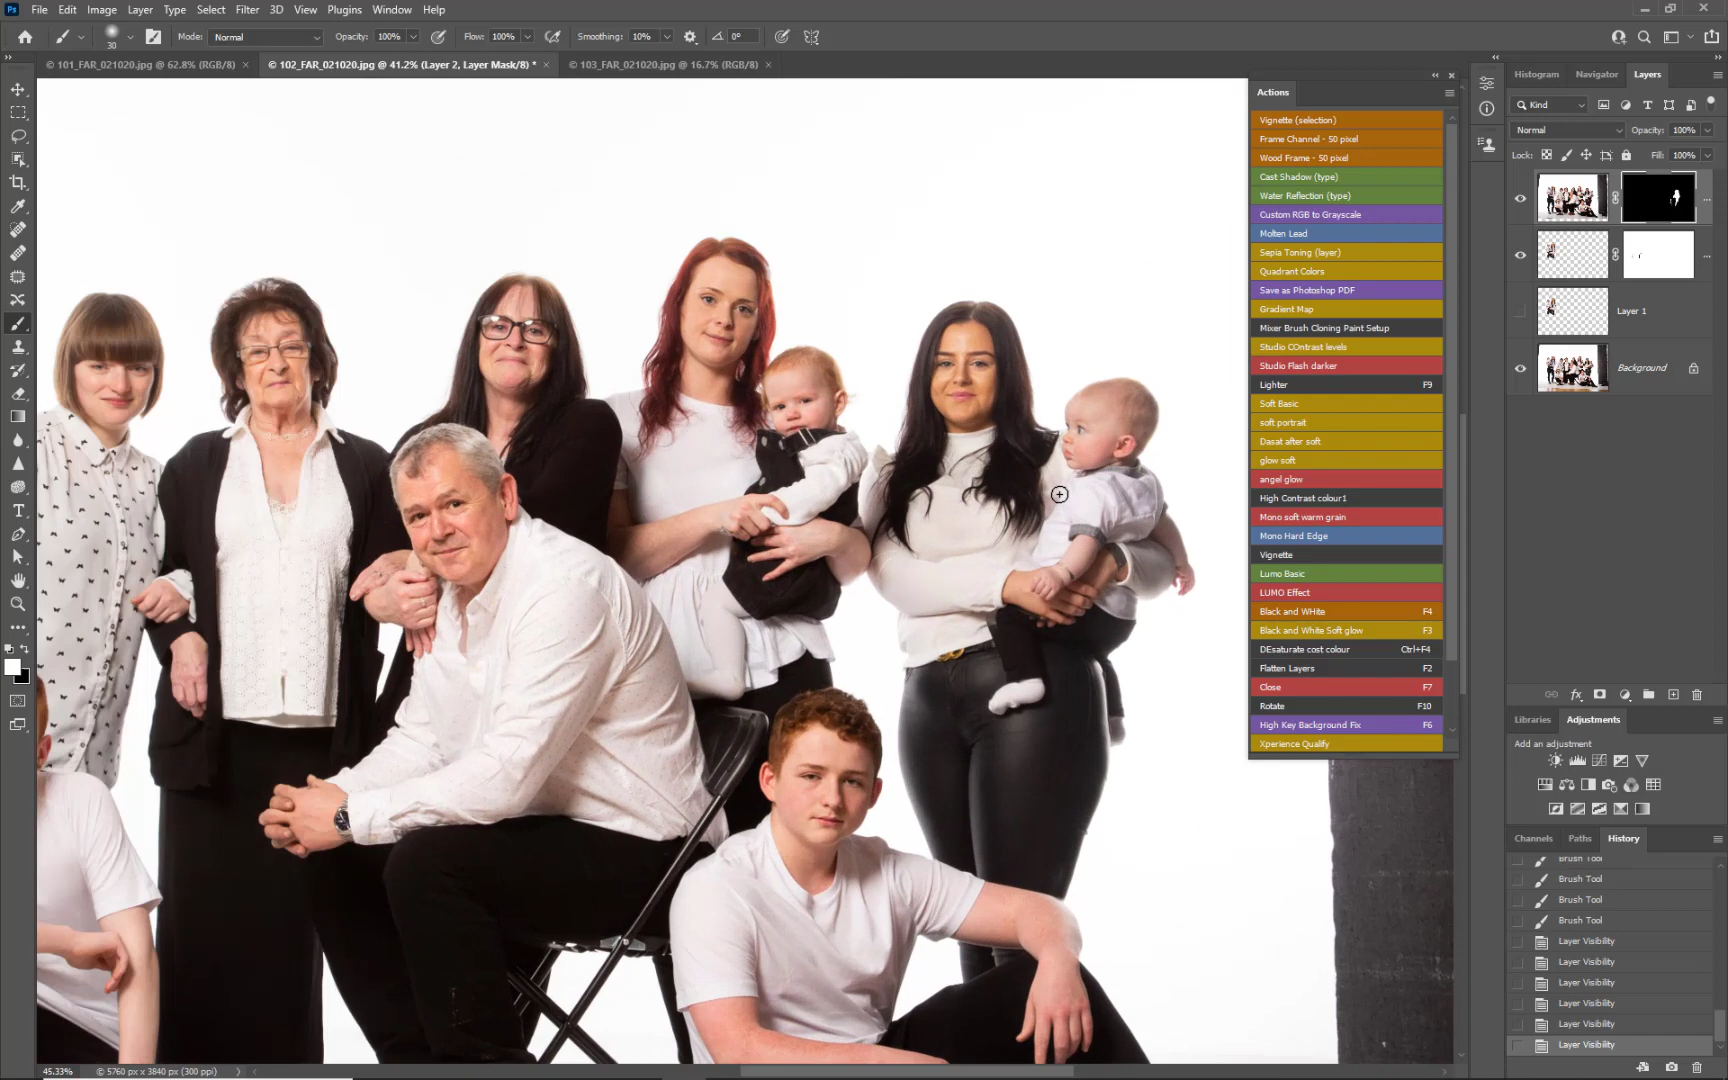 Ps File Edit Image Layer Type Select Filter 3D View Plugins Window Help
30 Mode: Normal Opacity: 100% Flow: 100% Smoothing: 10% 0°
© 101_FAR_021020.jpg @ 62.8% (RGB/8) × © 102_FAR_021020.jpg @ 41.2% (Layer 2, Layer Mask/8) * × © 103_FAR_021020.jpg @ 16.7% (RGB/8) ×
Actions
Vignette (selection)
Frame Channel - 50 pixel
Wood Frame - 50 pixel
Cast Shadow (type)
Water Reflection (type)
Custom RGB to Grayscale
Molten Lead
Sepia Toning (layer)
Quadrant Colors
Save as Photoshop PDF
Gradient Map
Mixer Brush Cloning Paint Setup
Studio COntrast levels
Studio Flash darker
Lighter F9
Soft Basic
soft portrait
Dasat after soft
glow soft
angel glow
High Contrast colour1
Mono soft warm grain
Mono Hard Edge
Vignette
Lumo Basic
LUMO Effect
Black and WHite F4
Black and White Soft glow F3
DEsaturate cost colour Ctrl+F4
Flatten Layers F2
Close F7
Rotate F10
High Key Background Fix F6
Xperience Qualify
Histogram Navigator Layers
Kind
Normal Opacity: 100%
Lock: Fill: 100%
Layer 1
Background
fx
Libraries Adjustments
Add an adjustment
Channels Paths History
Brush Tool
Brush Tool
Brush Tool
Brush Tool
Layer Visibility
Layer Visibility
Layer Visibility
Layer Visibility
Layer Visibility
Layer Visibility
45.33% © 5760 px x 3840 px (300 ppi)